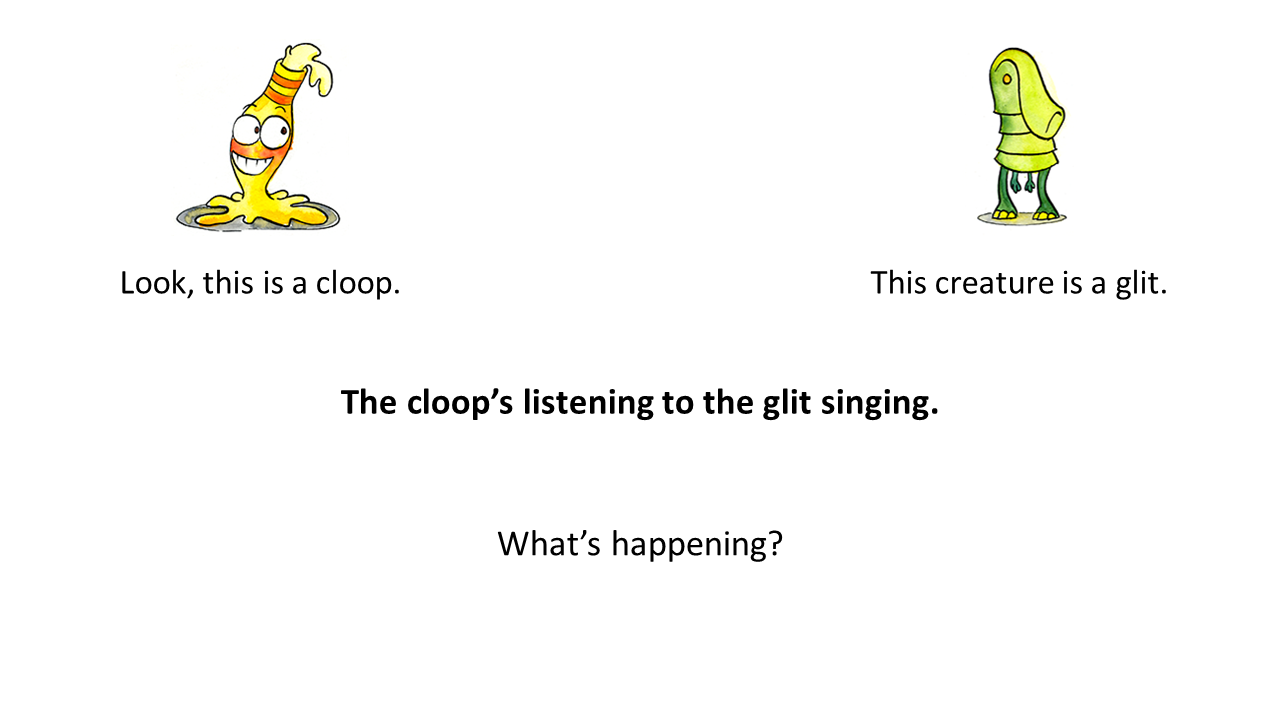 Look, this is a cloop.
This creature is a glit.
The cloop’s listening to the glit singing.
What’s happening?